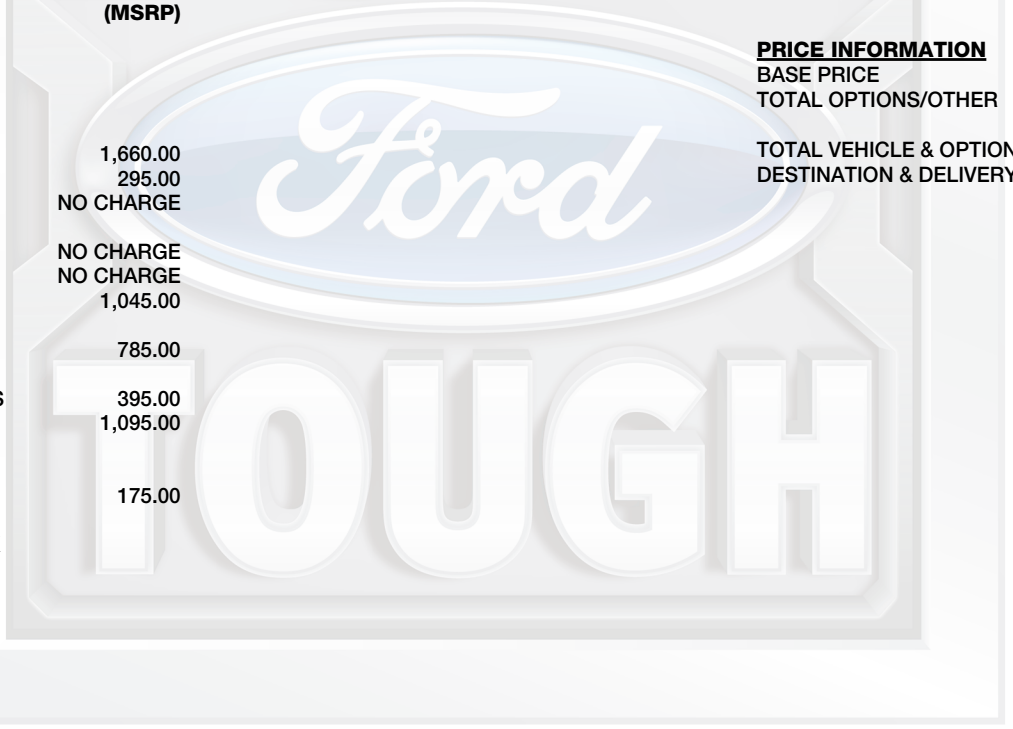 (MSRP)
1,660.00
295.00
NO CHARGE
NO CHARGE
NO CHARGE
1,045.00
785.00
S 395.00
1,095.00
175.00
PRICE INFORMATION
BASE PRICE
TOTAL OPTIONS/OTHER
TOTAL VEHICLE & OPTION
DESTINATION & DELIVERY
Ford
TOUGH